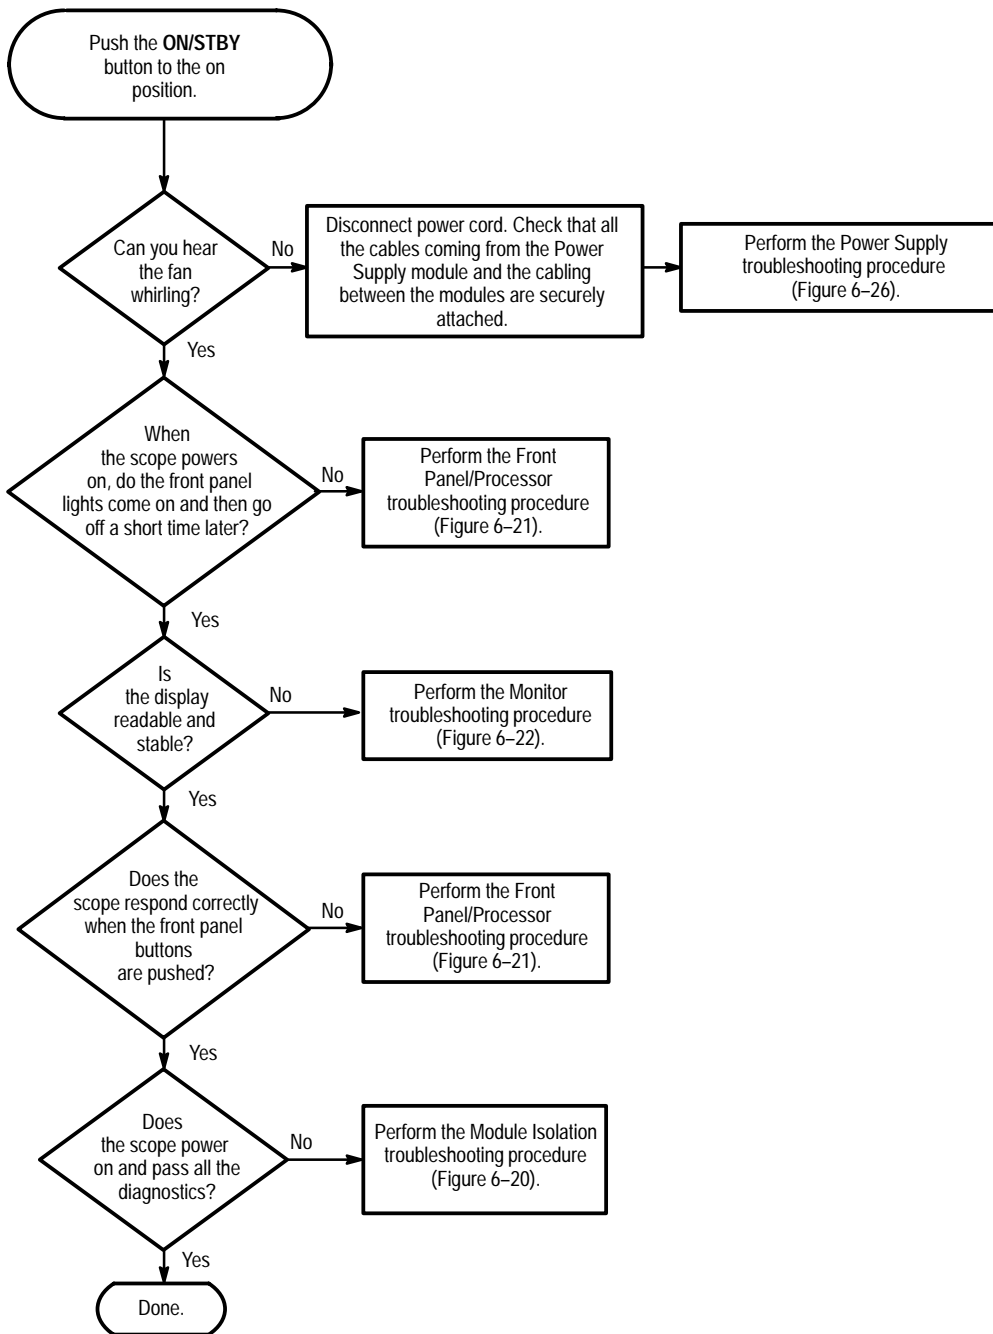 Push the ON/STBY
button to the on
position.
Can you hear
the fan
whirling?
No
Disconnect power cord. Check that all
the cables coming from the Power
Supply module and the cabling
between the modules are securely
attached.
Perform the Power Supply
troubleshooting procedure
(Figure 6–26).
Yes
When
the scope powers
on, do the front panel
lights come on and then go
off a short time later?
No
Perform the Front
Panel/Processor
troubleshooting procedure
(Figure 6–21).
Yes
Is
the display
readable and
stable?
No
Perform the Monitor
troubleshooting procedure
(Figure 6–22).
Yes
Does the
scope respond correctly
when the front panel
buttons
are pushed?
No
Perform the Front
Panel/Processor
troubleshooting procedure
(Figure 6–21).
Yes
Does
the scope power
on and pass all the
diagnostics?
No
Perform the Module Isolation
troubleshooting procedure
(Figure 6–20).
Yes
Done.